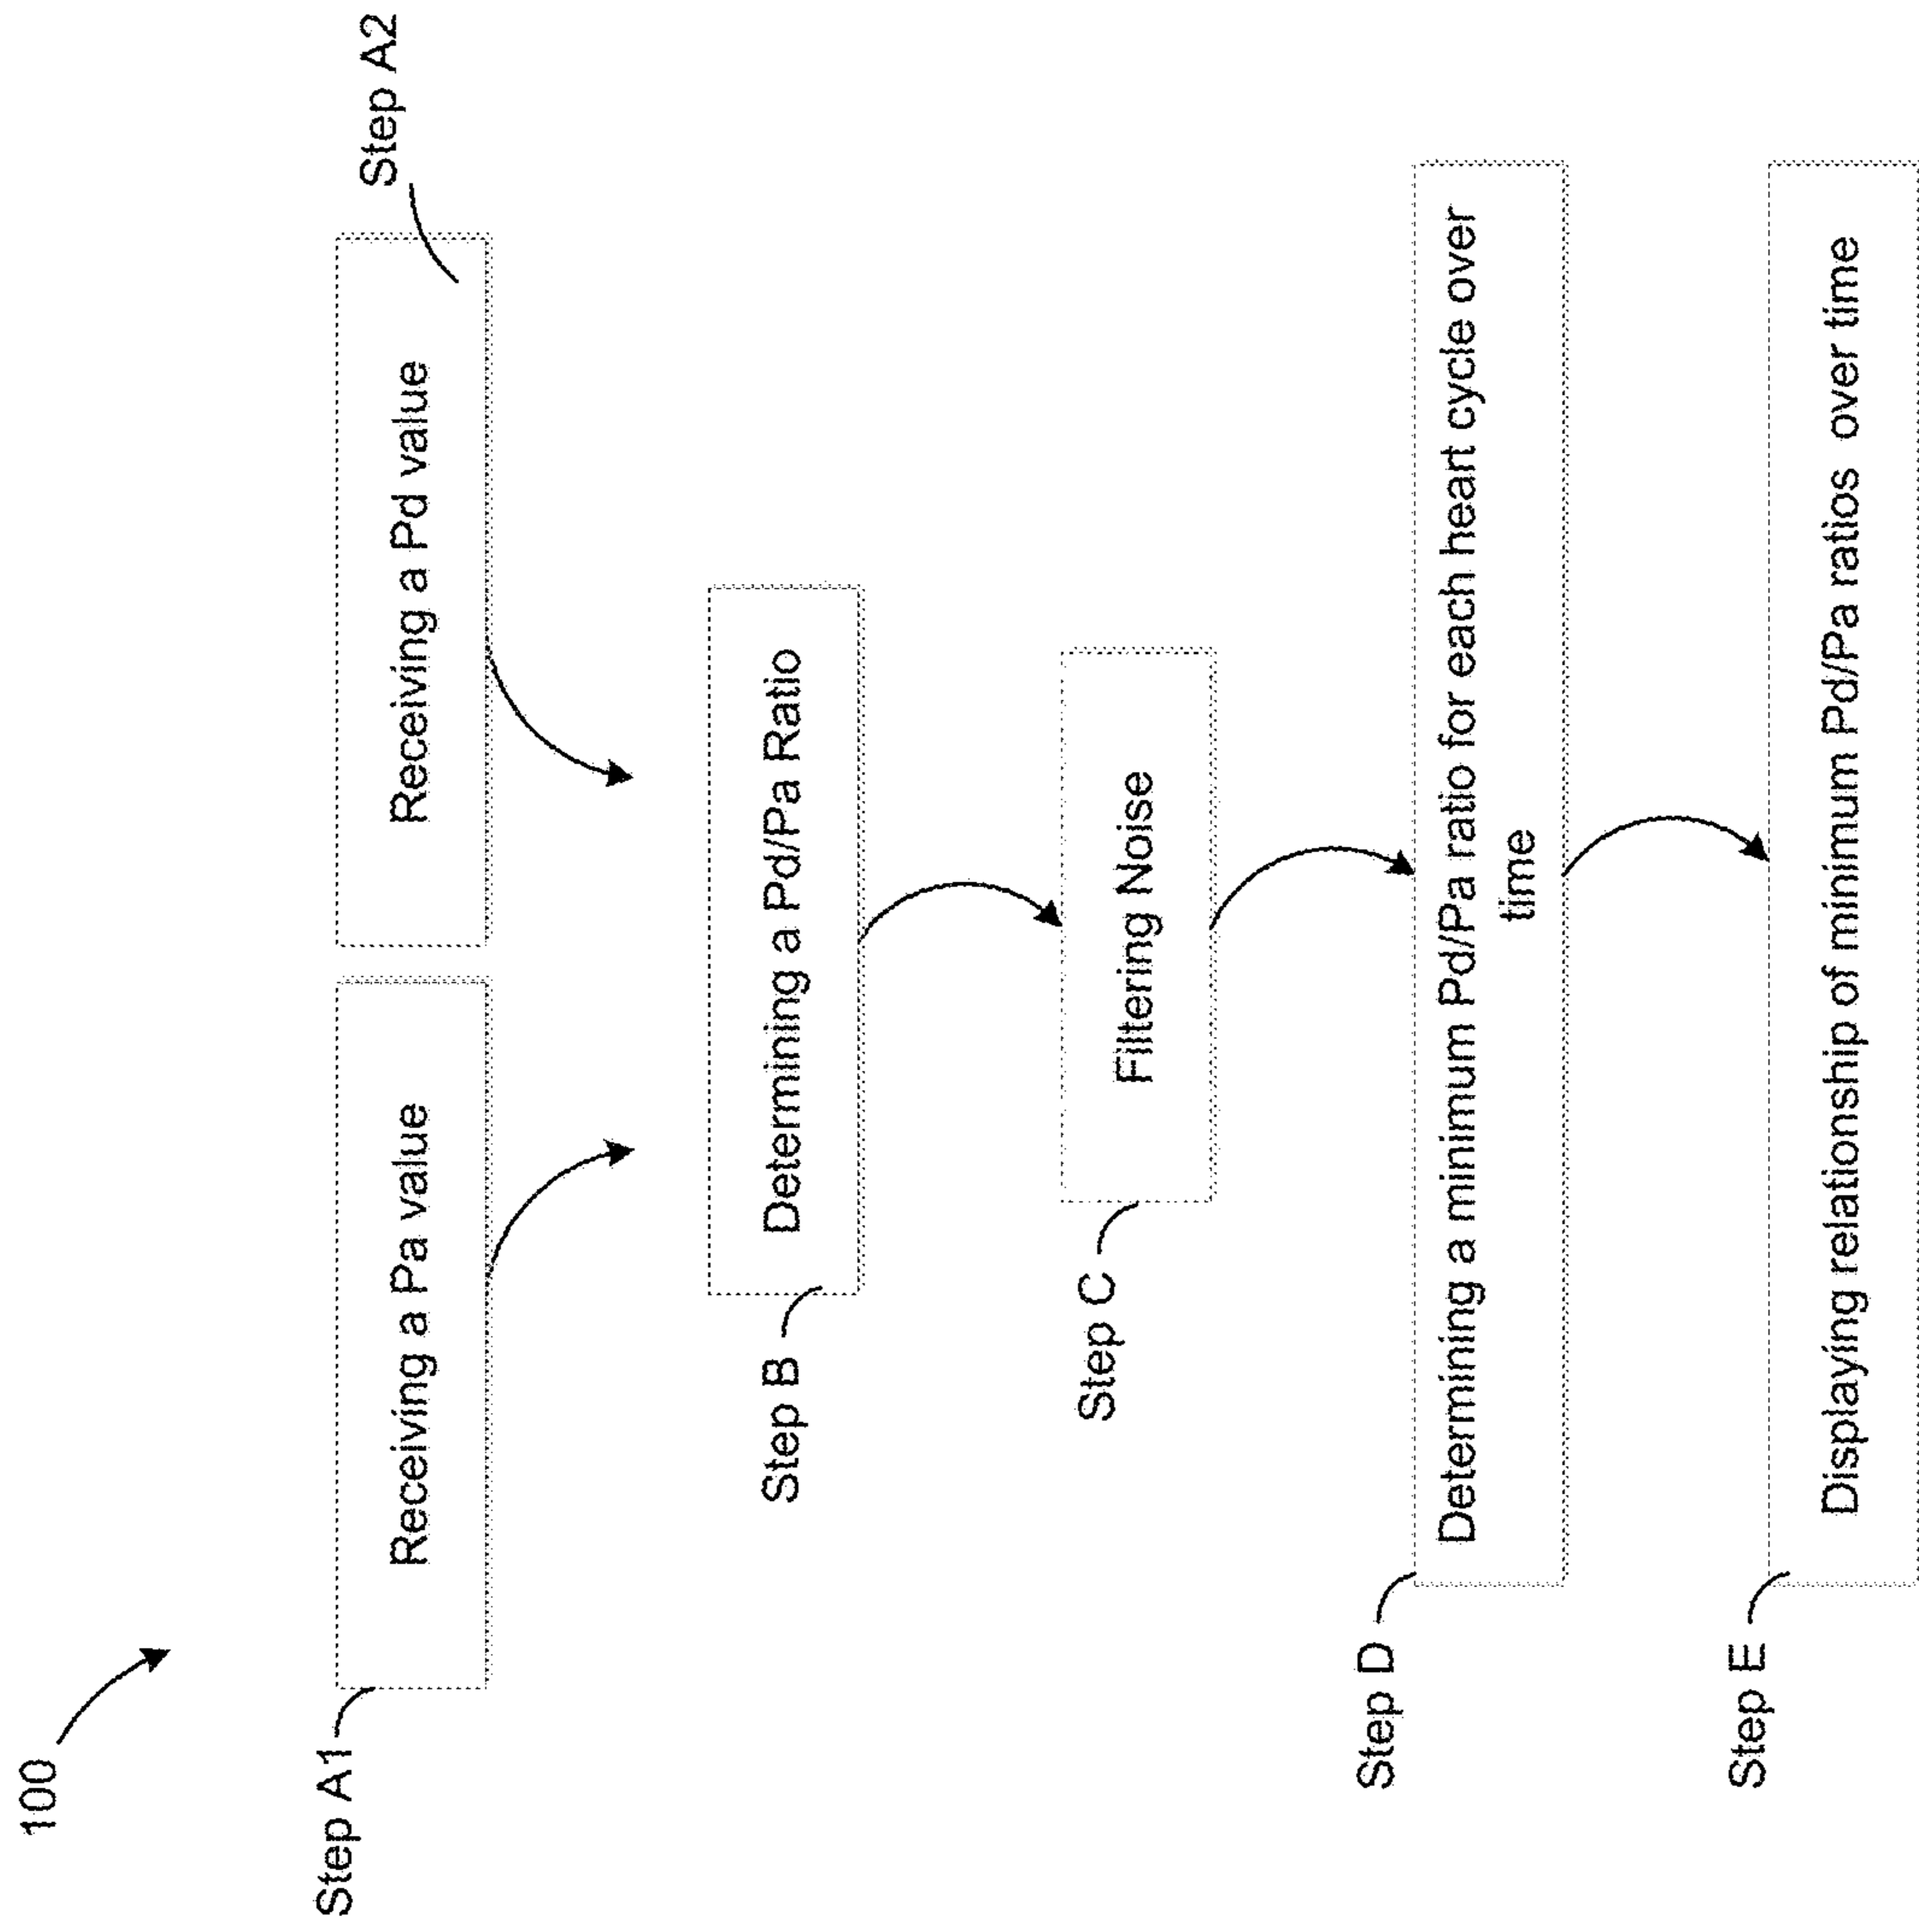 100
Step A1
Receiving a Pa value
Receiving a Pd value
Step A2
Step B
Determining a Pd/Pa Ratio
Step C
Filtering Noise
Step D
Determining a minimum Pd/Pa ratio for each heart cycle over
time
Step E
Displaying relationship of minimum Pd/Pa ratios over time